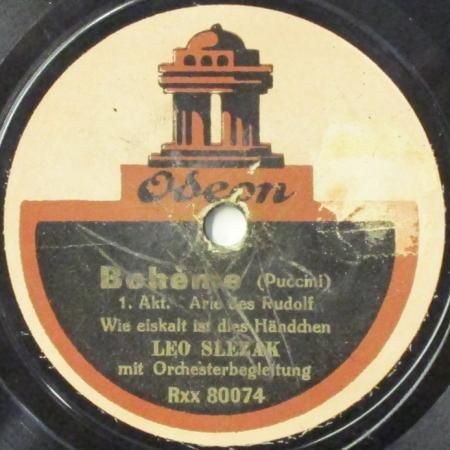 Odeon
Bohème (Puccini)
1. Akt. Arie des Rudolf
Wie eiskalt ist dies Händchen
LEO SLEZAK
mit Orchesterbegleitung
Rxx 80074